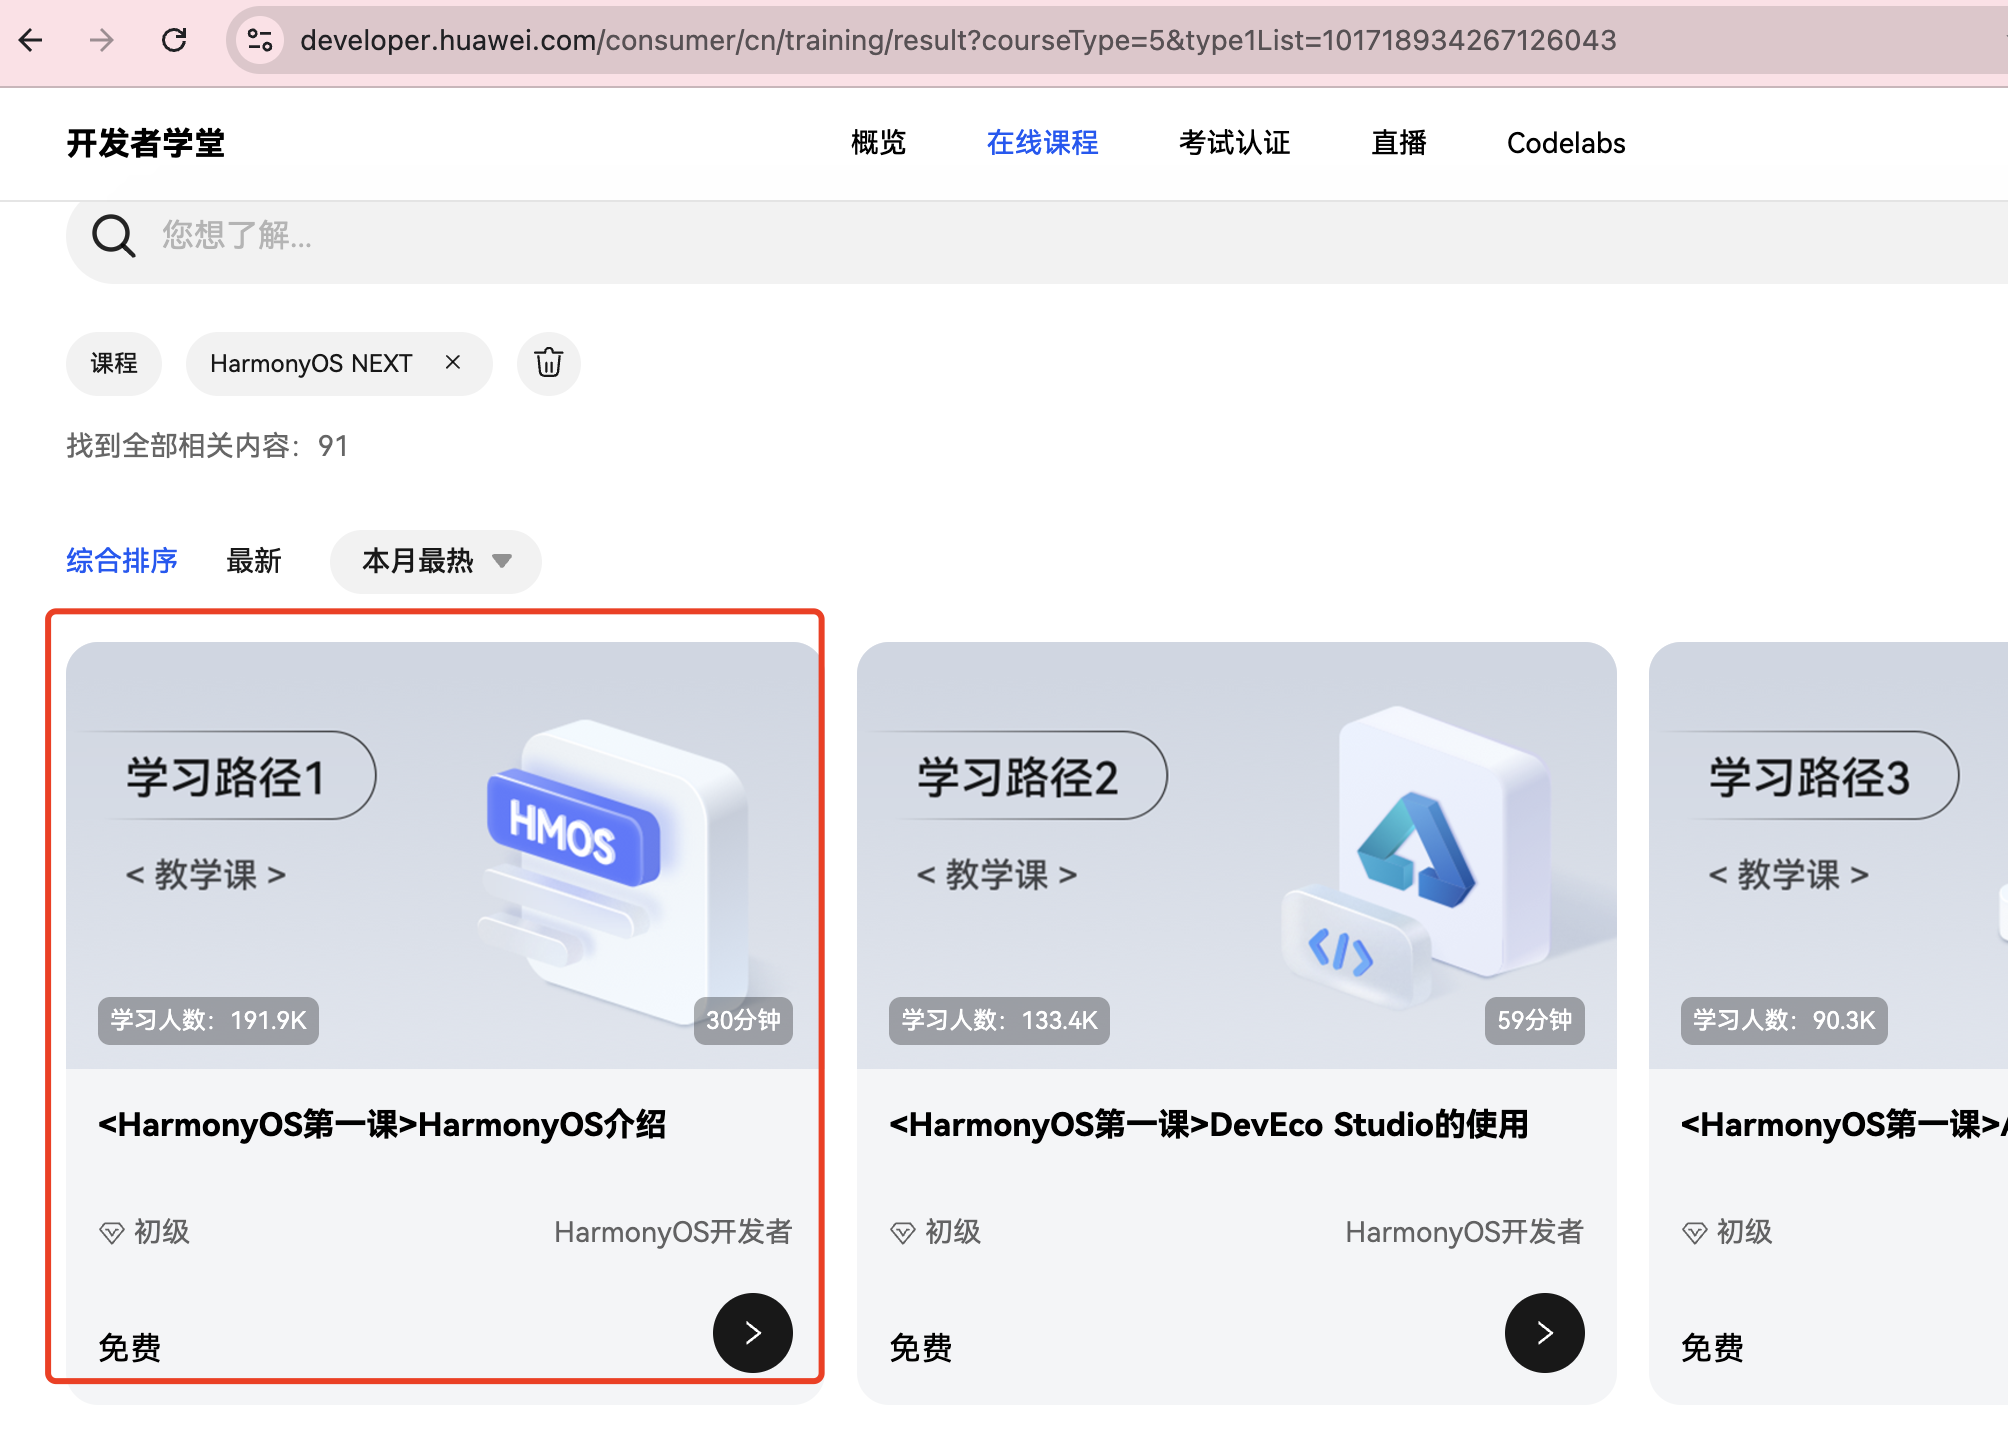 developer.huawei.com/consumer/cn/training/result?courseType=5&type1List=101718934267126043
开发者学堂 概览 在线课程 考试认证 直播 Codelabs
您想了解...
课程 HarmonyOS NEXT ×
找到全部相关内容：91
综合排序 最新 本月最热
学习路径1
< 教学课 >
HMOS
学习人数：191.9K 30分钟
<HarmonyOS第一课>HarmonyOS介绍
初级 HarmonyOS开发者
免费
学习路径2
< 教学课 >
</>
学习人数：133.4K 59分钟
<HarmonyOS第一课>DevEco Studio的使用
初级 HarmonyOS开发者
免费
学习路径3
< 教学课 >
学习人数：90.3K
<HarmonyOS第一课>
初级
免费